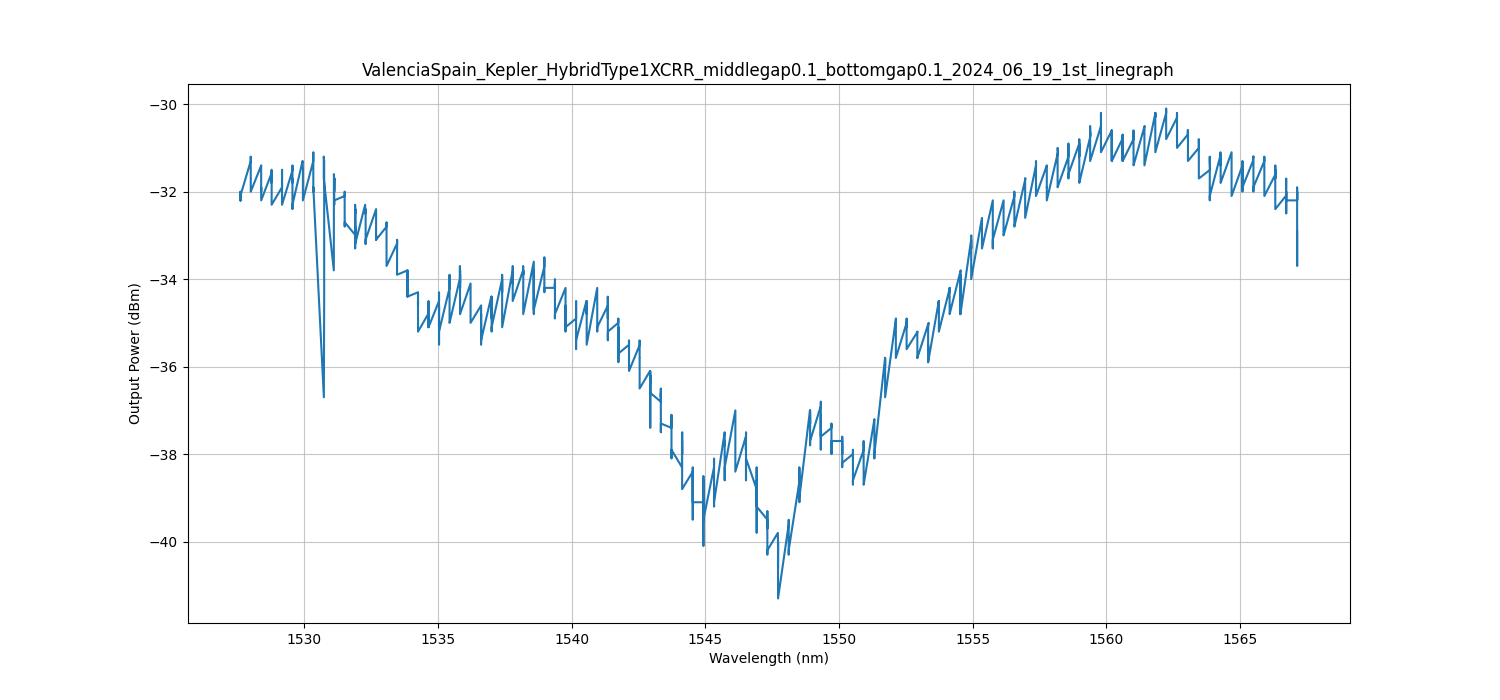 ValenciaSpain_Kepler_HybridType1XCRR_middlegap0.1_bottomgap0.1_2024_06_19_1st_linegraph
Output Power (dBm)
−30
−32
−34
−36
−38
−40
1530 1535 1540 1545 1550 1555 1560 1565
Wavelength (nm)